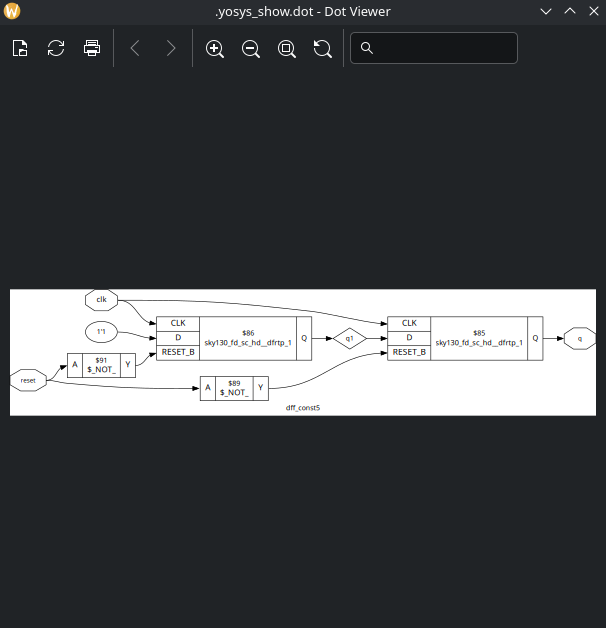 .yosys_show.dot - Dot Viewer
clk
1'1
reset
A
$_91
$_NOT_
Y
CLK
D
RESET_B
$86
sky130_fd_sc_hd__dfrtp_1
Q
A
$89
$_NOT_
Y
q1
CLK
D
RESET_B
$85
sky130_fd_sc_hd__dfrtp_1
Q
q
dff_const5